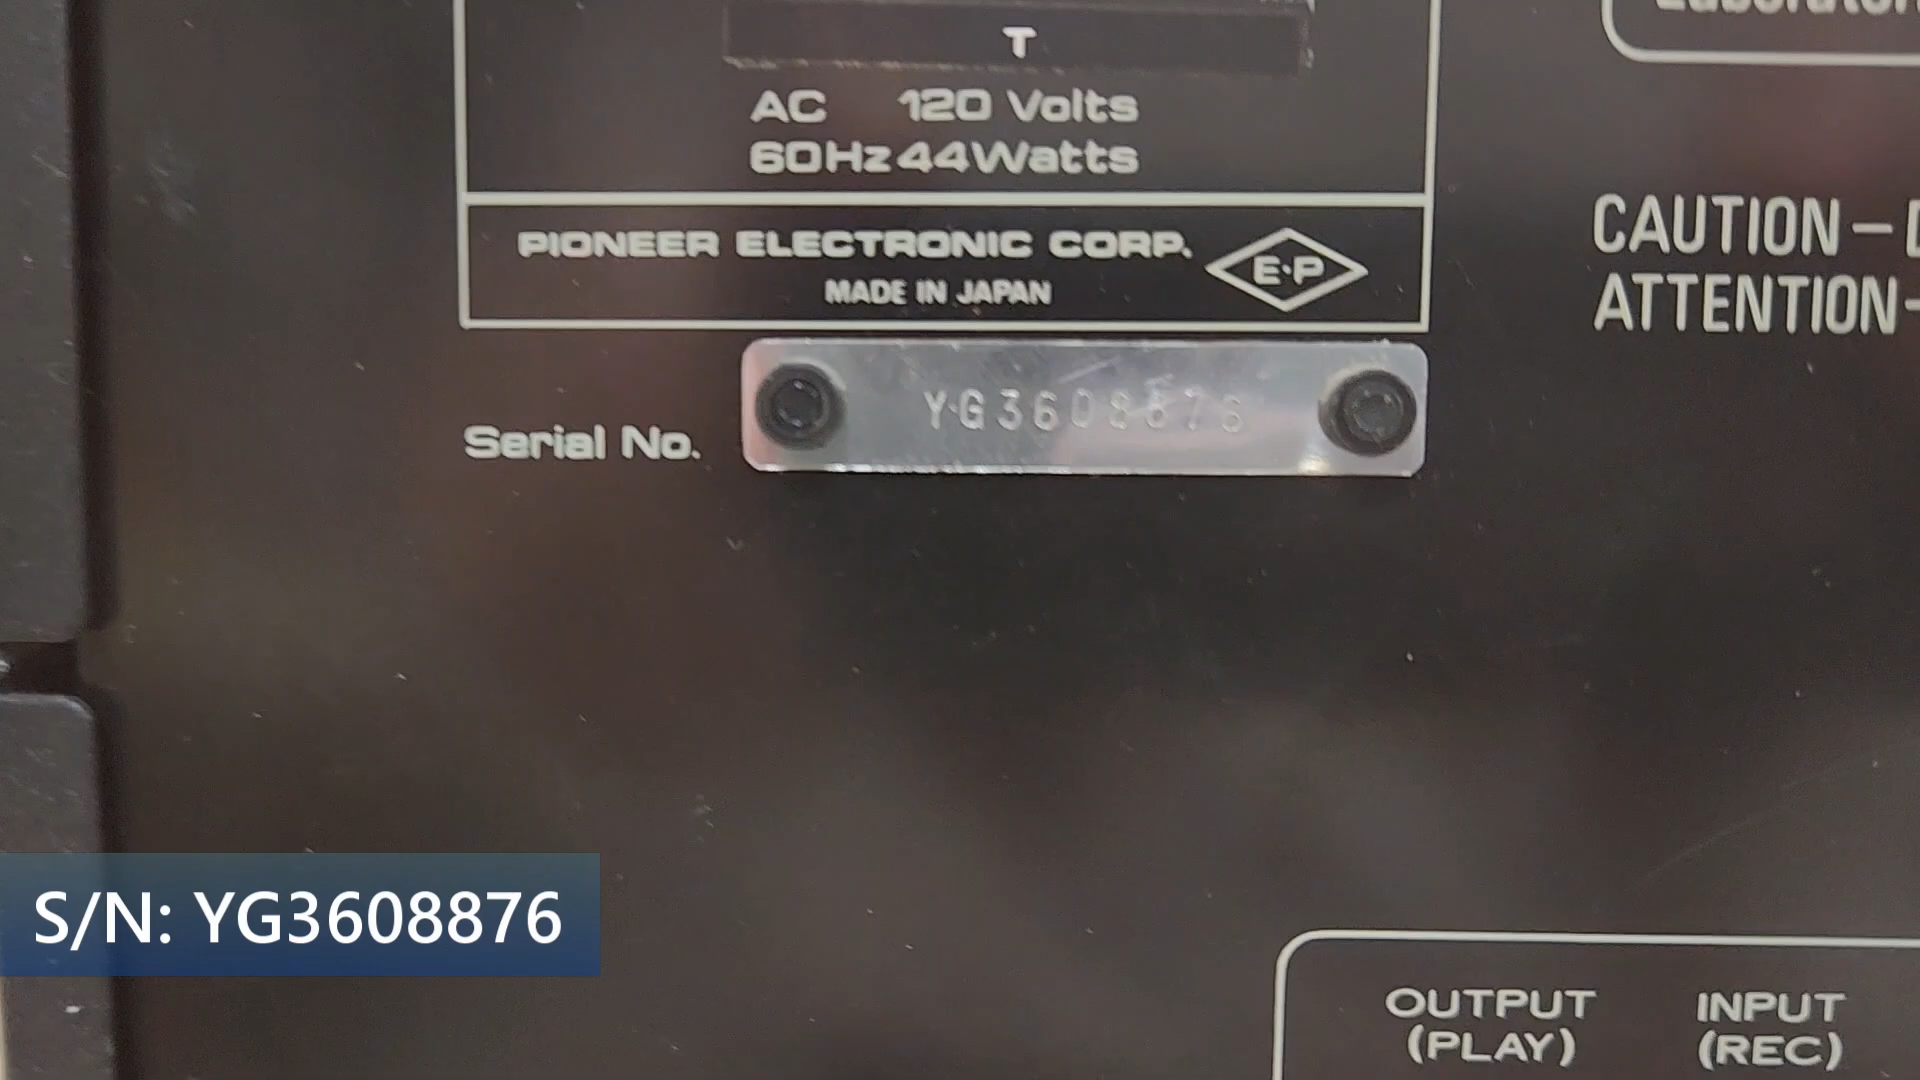 T
AC 120 Volts
60Hz 44Watts
PIONEER ELECTRONIC CORP.
E·P
MADE IN JAPAN
Serial No.
YG3608876
CAUTION –
ATTENTION-
S/N: YG3608876
OUTPUT
(PLAY)
INPUT
(REC)